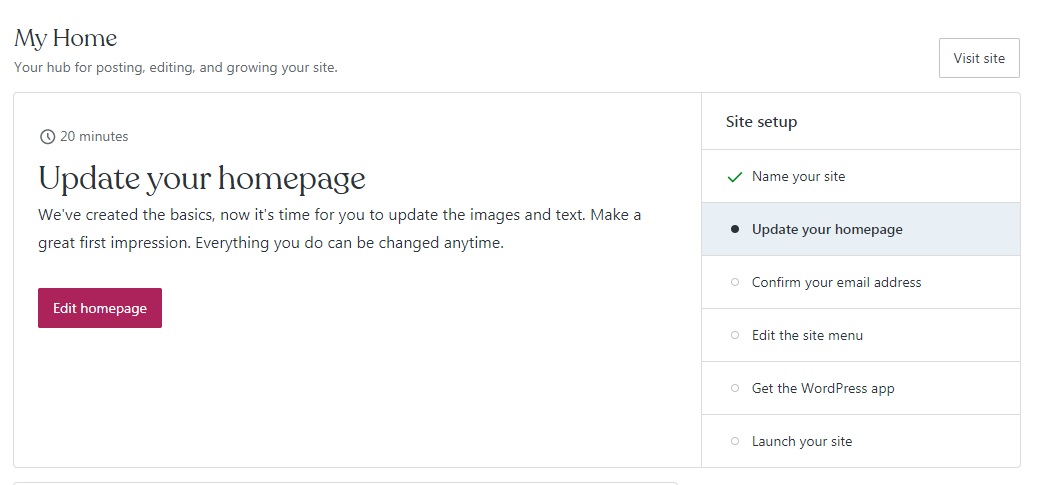 My Home
Your hub for posting, editing, and growing your site.
Visit site
20 minutes
Update your homepage
We've created the basics, now it's time for you to update the images and text. Make a
great first impression. Everything you do can be changed anytime.
Edit homepage
Site setup
Name your site
Update your homepage
Confirm your email address
Edit the site menu
Get the WordPress app
Launch your site